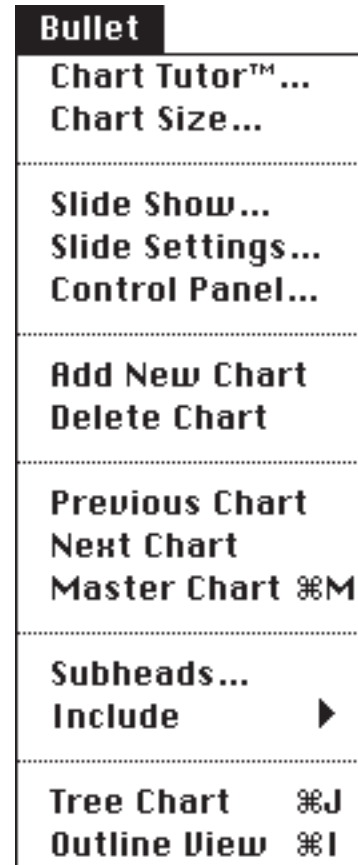 Bullet
Chart Tutor™...
Chart Size...
Slide Show...
Slide Settings...
Control Panel...
Add New Chart
Delete Chart
Previous Chart
Next Chart
Master Chart ⌘M
Subheads...
Include ▶
Tree Chart ⌘J
Outline View ⌘I